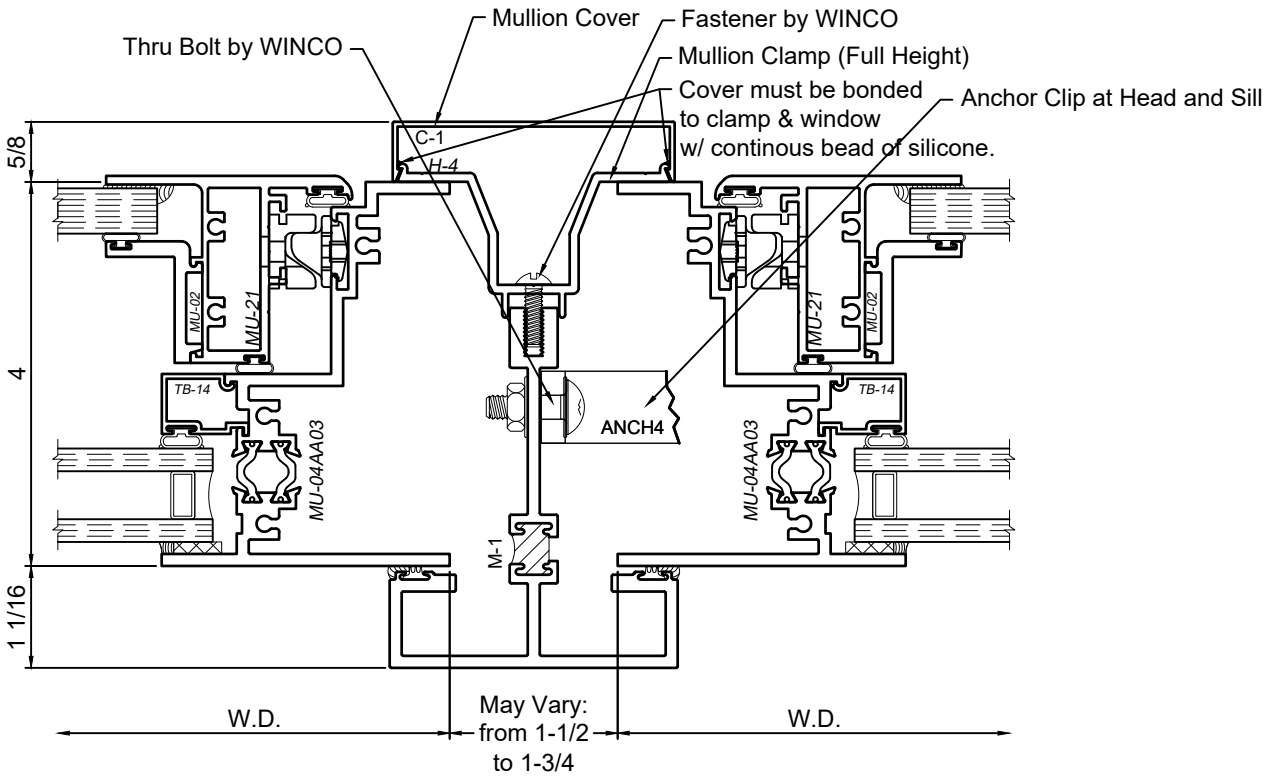 Mullion Cover
Fastener by WINCO
Thru Bolt by WINCO
Mullion Clamp (Full Height)
Cover must be bonded
to clamp & window
w/ continous bead of silicone.
Anchor Clip at Head and Sill
5/8
C-1
H-4
4
MU-02
MU-21
MU-21
MU-02
TB-14
TB-14
ANCH4
MU-04AA03
MU-04AA03
M-1
1 1/16
W.D.
May Vary:
from 1-1/2
to 1-3/4
W.D.